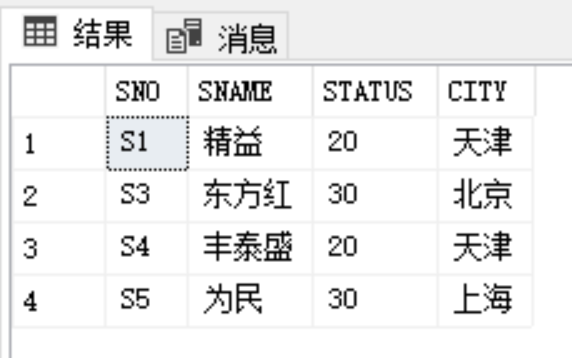 结果 消息
SNO SNAME STATUS CITY
1 S1 精益 20 天津
2 S3 东方红 30 北京
3 S4 丰泰盛 20 天津
4 S5 为民 30 上海